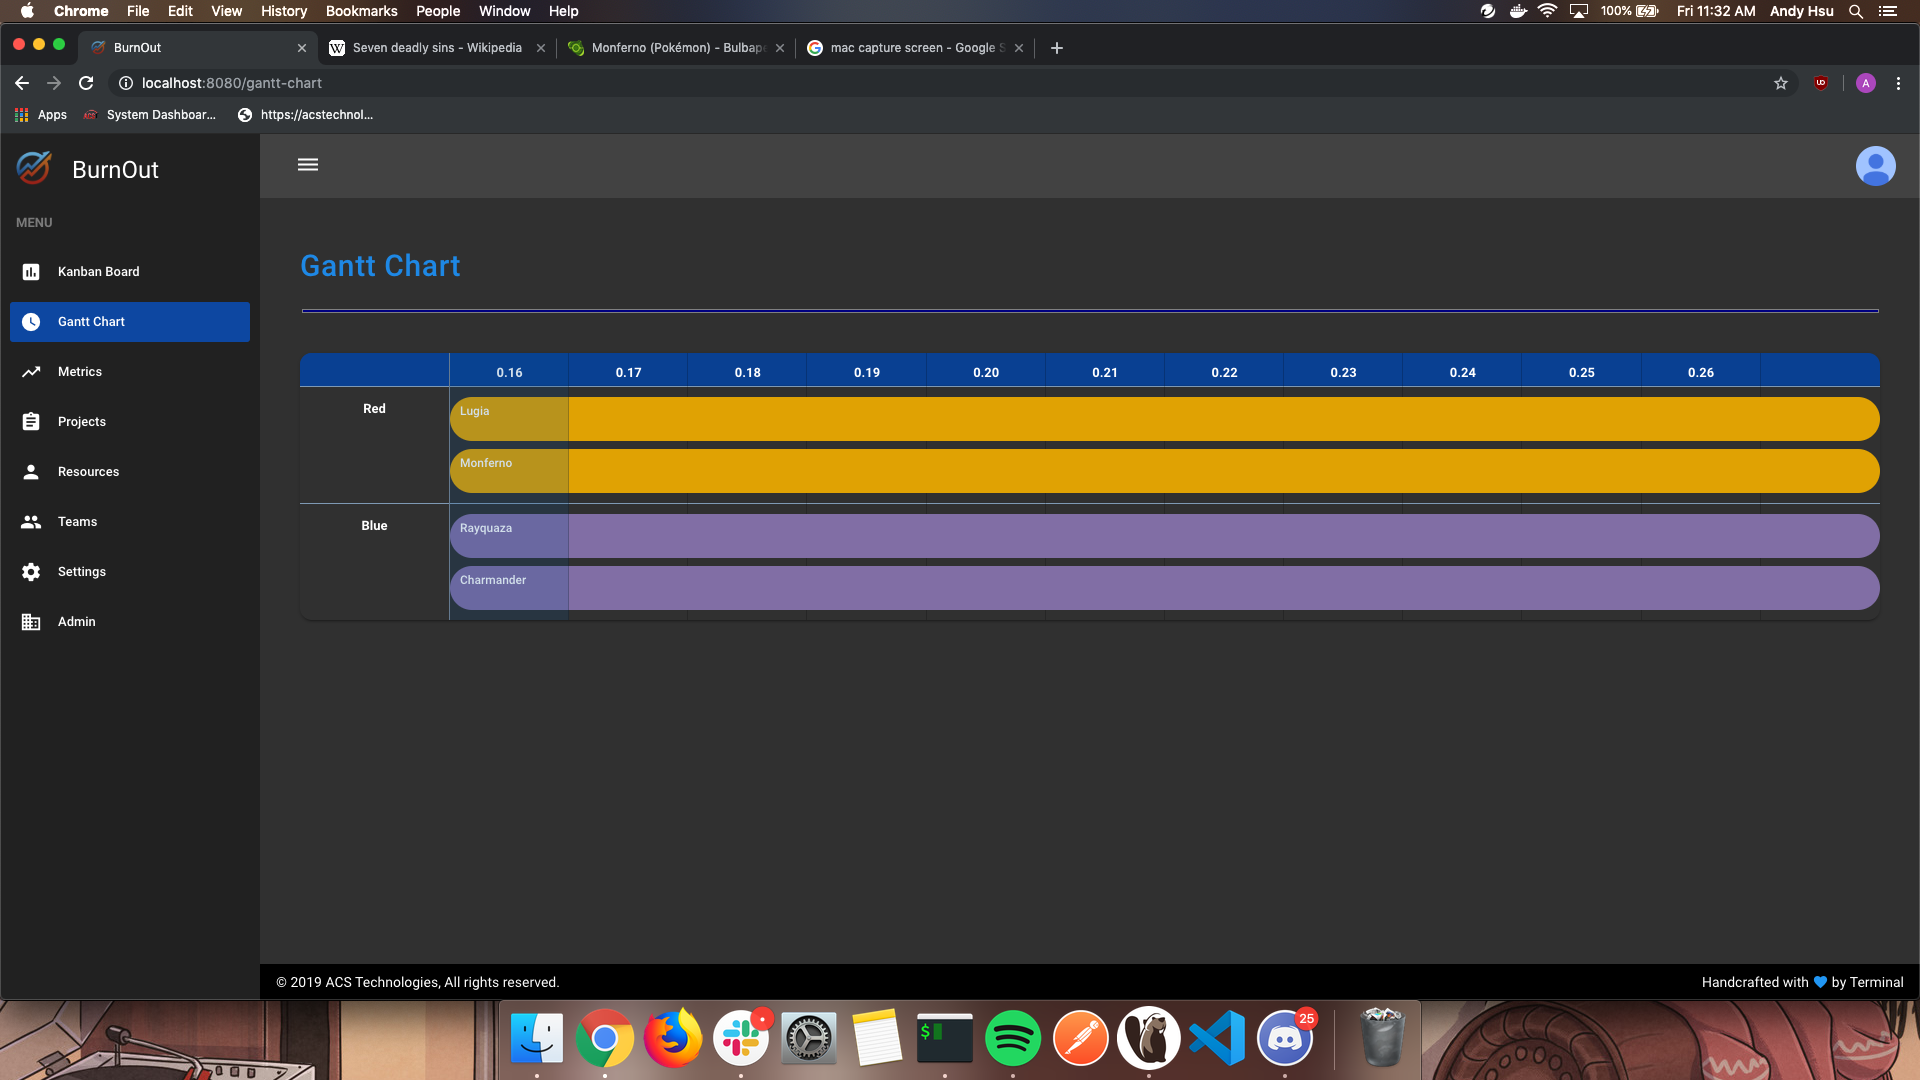 Chrome File Edit View History Bookmarks People Window Help 100% Fri 11:32 AM Andy Hsu
BurnOut Seven deadly sins - Wikipedia Monferno (Pokémon) - Bulbape mac capture screen - Google S
localhost:8080/gantt-chart A
Apps System Dashboar... https://acstechnol...
BurnOut
MENU
Kanban Board
Gantt Chart
Metrics
Projects
Resources
Teams
Settings
Admin
Gantt Chart
0.16 0.17 0.18 0.19 0.20 0.21 0.22 0.23 0.24 0.25 0.26
Red
Lugia
Monferno
Blue
Rayquaza
Charmander
© 2019 ACS Technologies, All rights reserved. Handcrafted with 💙 by Terminal
$
25